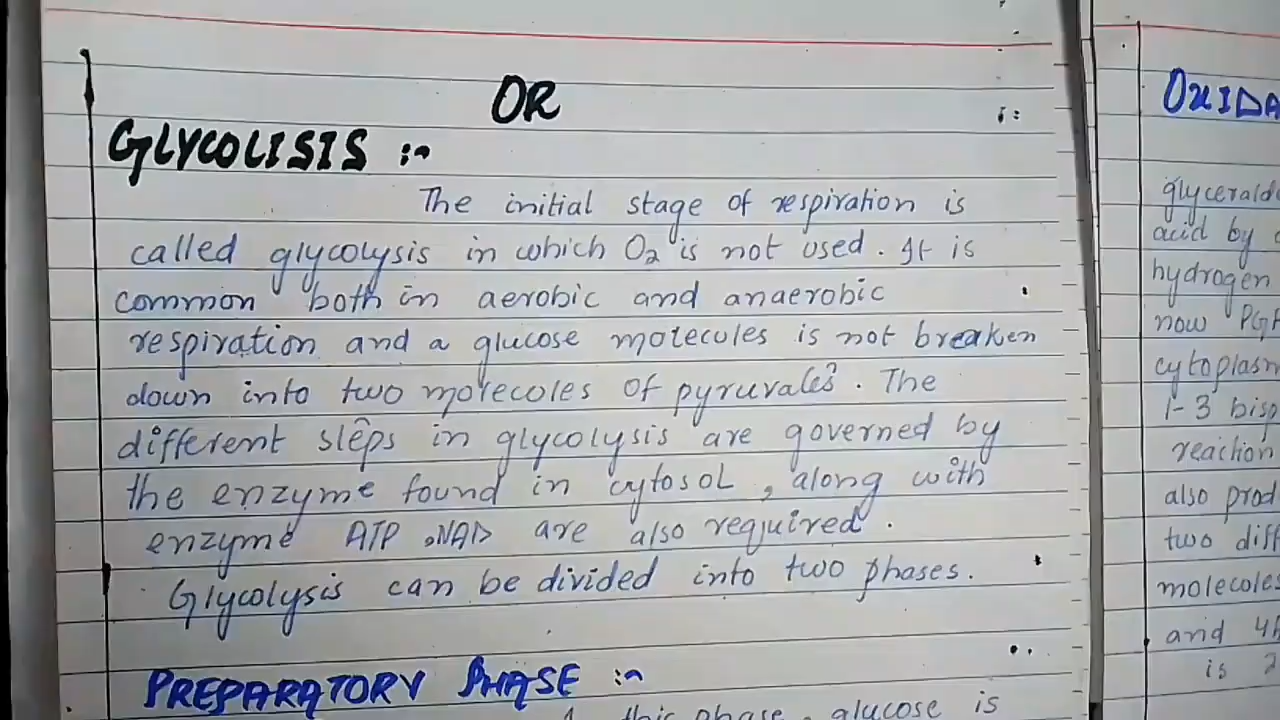 OR
GLYCOLISIS :-
The initial stage of respiration is
called glycolysis in which O2 is not used. It is
common both in aerobic and anaerobic
respiration and a glucose molecules is not breaken
down into two molecoles of pyruvates. The
different steps in glycolysis are governed by
the enzyme found in cytosol, along with
enzyme ATP, NAD are also required.
Glycolysis can be divided into two phases.
PREPARATORY PHASE :-
this phase, glucose is
OXIDA
glycerald
acid by
hydrogen
now PGA
cytoplasm
1-3 bisp
reaction
also prod
two diff
molecoles
and 4
is 2